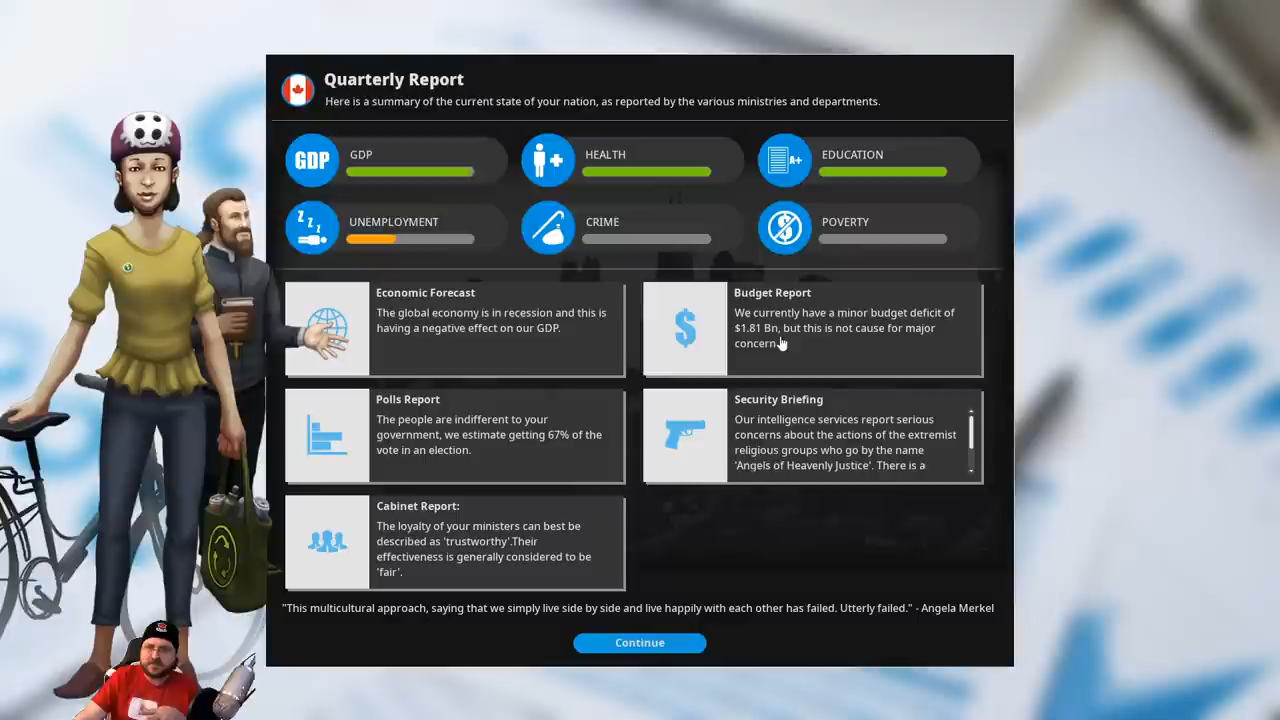 Quarterly Report
Here is a summary of the current state of your nation, as reported by the various ministries and departments.
GDP
GDP
HEALTH
A+
EDUCATION
Z Z Z
UNEMPLOYMENT
CRIME
$
POVERTY
Economic Forecast
The global economy is in recession and this is
having a negative effect on our GDP.
$
Budget Report
We currently have a minor budget deficit of
$1.81 Bn, but this is not cause for major
concern.
Polls Report
The people are indifferent to your
government, we estimate getting 67% of the
vote in an election.
Security Briefing
Our intelligence services report serious
concerns about the actions of the extremist
religious groups who go by the name
'Angels of Heavenly Justice'. There is a
Cabinet Report:
The loyalty of your ministers can best be
described as 'trustworthy'.Their
effectiveness is generally considered to be
'fair'.
"This multicultural approach, saying that we simply live side by side and live happily with each other has failed. Utterly failed." - Angela Merkel
Continue